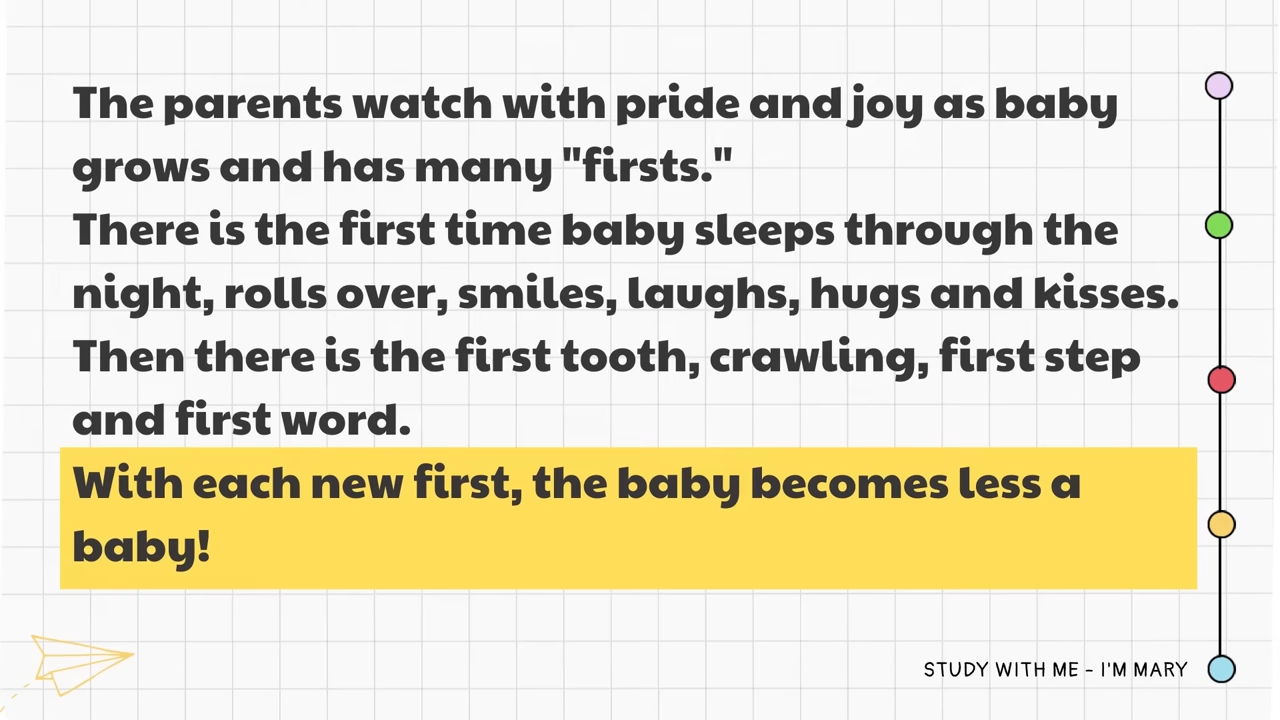 The parents watch with pride and joy as baby
grows and has many "firsts."
There is the first time baby sleeps through the
night, rolls over, smiles, laughs, hugs and kisses.
Then there is the first tooth, crawling, first step
and first word.
With each new first, the baby becomes less a
baby!
STUDY WITH ME - I'M MARY